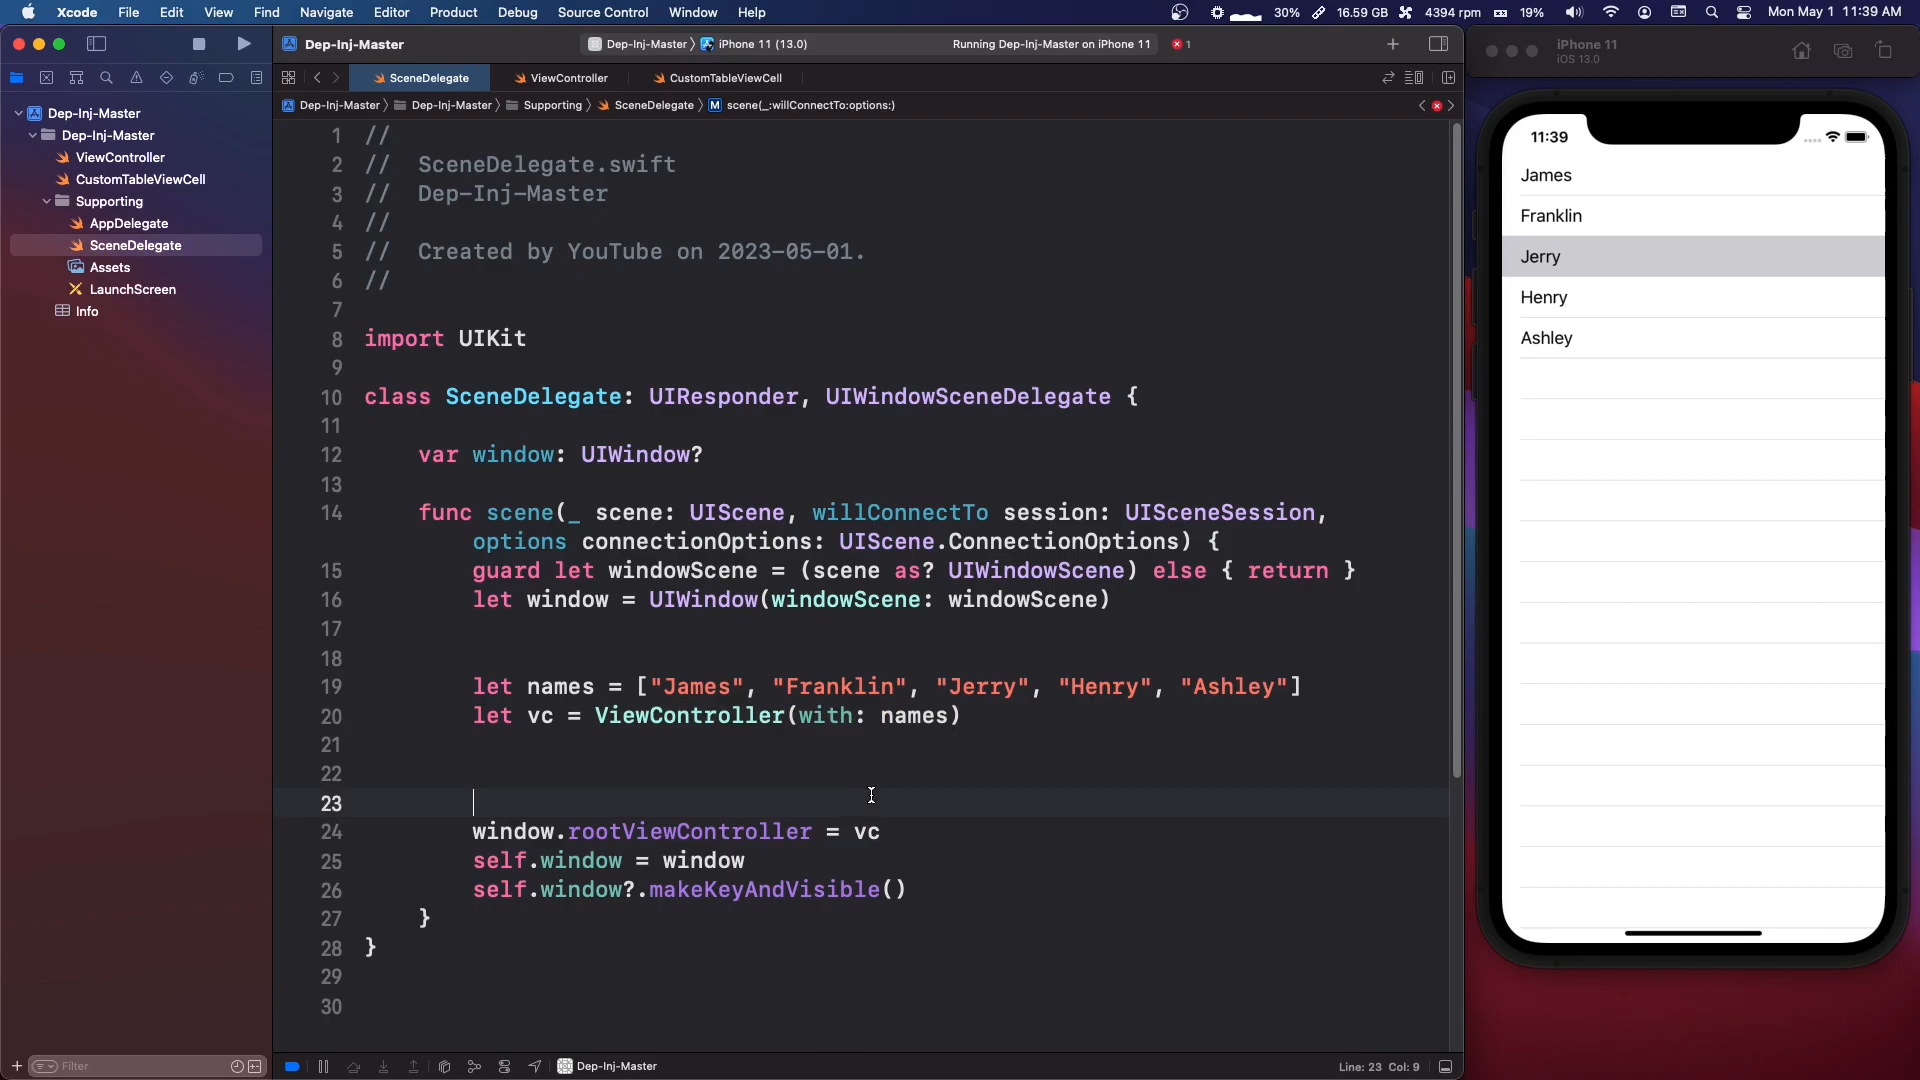 Xcode File Edit View Find Navigate Editor Product Debug Source Control Window Help 30% 16.59 GB 4394 rpm 19% Mon May 1 11:39 AM
Dep-Inj-Master Dep-Inj-Master iPhone 11 (13.0) Running Dep-Inj-Master on iPhone 11 1
iPhone 11
iOS 13.0
SceneDelegate ViewController CustomTableViewCell
Dep-Inj-Master Dep-Inj-Master Supporting SceneDelegate M scene(_:willConnectTo:options:)
Dep-Inj-Master
Dep-Inj-Master
ViewController
CustomTableViewCell
Supporting
AppDelegate
SceneDelegate
Assets
LaunchScreen
Info
Filter
1 //
2 // SceneDelegate.swift
3 // Dep-Inj-Master
4 //
5 // Created by YouTube on 2023-05-01.
6 //
7
8 import UIKit
9
10 class SceneDelegate: UIResponder, UIWindowSceneDelegate {
11
12 var window: UIWindow?
13
14 func scene(_ scene: UIScene, willConnectTo session: UISceneSession,
options connectionOptions: UIScene.ConnectionOptions) {
15 guard let windowScene = (scene as? UIWindowScene) else { return }
16 let window = UIWindow(windowScene: windowScene)
17
18
19 let names = ["James", "Franklin", "Jerry", "Henry", "Ashley"]
20 let vc = ViewController(with: names)
21
22
23
24 window.rootViewController = vc
25 self.window = window
26 self.window?.makeKeyAndVisible()
27 }
28 }
29
30
Dep-Inj-Master Line: 23 Col: 9
11:39
James
Franklin
Jerry
Henry
Ashley